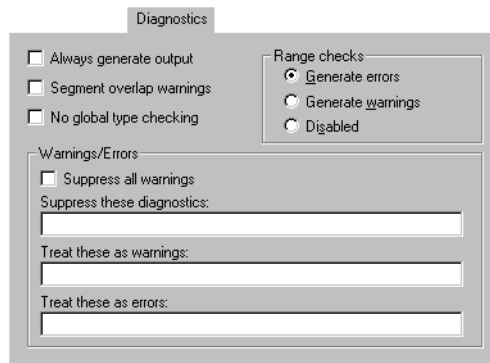 Diagnostics
Always generate output
Segment overlap warnings
No global type checking
Range checks
Generate errors
Generate warnings
Disabled
Warnings/Errors
Suppress all warnings
Suppress these diagnostics:
Treat these as warnings:
Treat these as errors: